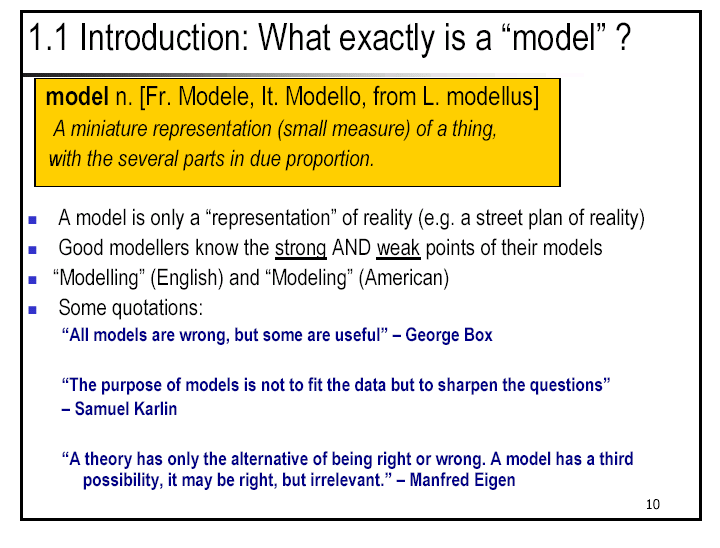 1.1 Introduction: What exactly is a “model” ?
model n. [Fr. Modele, It. Modello, from L. modellus]
A miniature representation (small measure) of a thing,
with the several parts in due proportion.
A model is only a “representation” of reality (e.g. a street plan of reality)
Good modellers know the strong AND weak points of their models
“Modelling” (English) and “Modeling” (American)
Some quotations:
“All models are wrong, but some are useful” – George Box
“The purpose of models is not to fit the data but to sharpen the questions”
– Samuel Karlin
“A theory has only the alternative of being right or wrong. A model has a third
possibility, it may be right, but irrelevant.” – Manfred Eigen
10